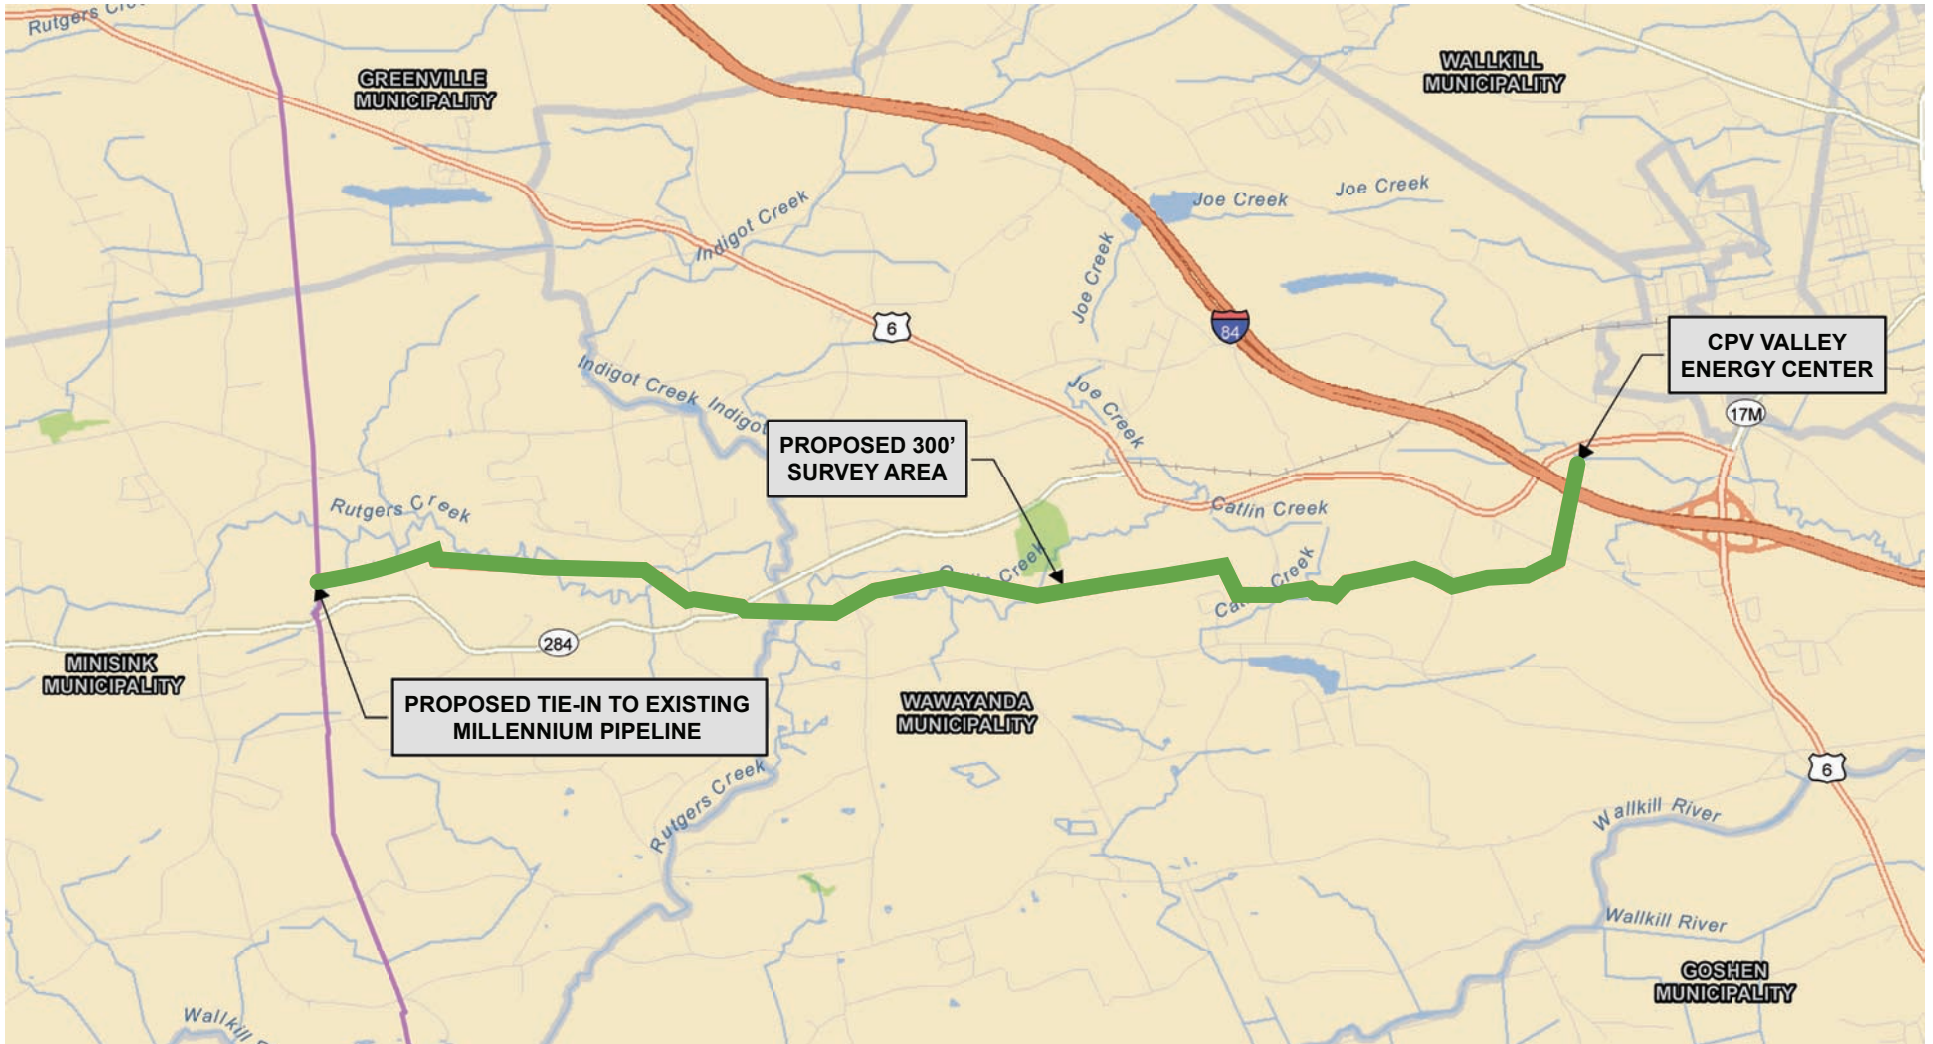 Rutgers Cre
GREENVILLE
MUNICIPALITY
WALLKILL
MUNICIPALITY
Joe Creek
Joe Creek
Indigot Creek
Joe Creek
6
84
CPV VALLEY
ENERGY CENTER
Indigot Creek
Indigot
Joe Creek
17M
PROPOSED 300’
SURVEY AREA
Rutgers Creek
Catlin Creek
Creek
Creek
284
MINISINK
MUNICIPALITY
PROPOSED TIE-IN TO EXISTING
MILLENNIUM PIPELINE
WAWAYANDA
MUNICIPALITY
Rutgers Creek
6
Wallkill River
Wallkill River
GOSHEN
MUNICIPALITY
Wallkill